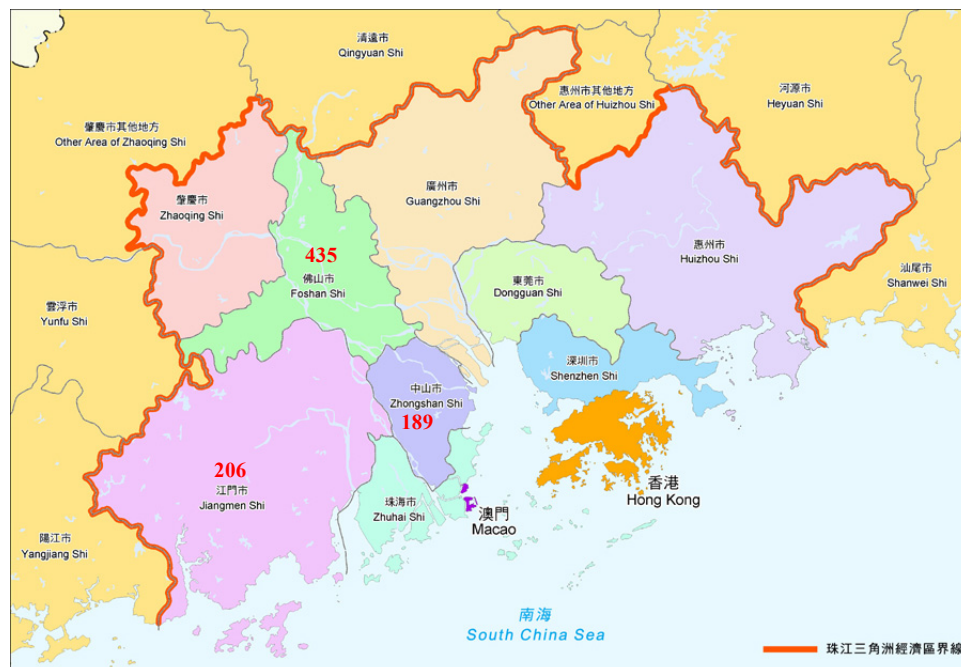 清遠市
Qingyuan Shi
惠州市其他地方
Other Area of Huizhou Shi
河源市
Heyuan Shi
肇慶市其他地方
Other Area of Zhaoqing Shi
肇慶市
Zhaoqing Shi
廣州市
Guangzhou Shi
435
佛山市
Foshan Shi
惠州市
Huizhou Shi
東莞市
Dongguan Shi
汕尾市
Shanwei Shi
雲浮市
Yunfu Shi
深圳市
Shenzhen Shi
中山市
Zhongshan Shi
189
206
江門市
Jiangmen Shi
香港
Hong Kong
珠海市
Zhuhai Shi
澳門
Macao
陽江市
Yangjiang Shi
南海
South China Sea
珠江三角洲經濟區界線